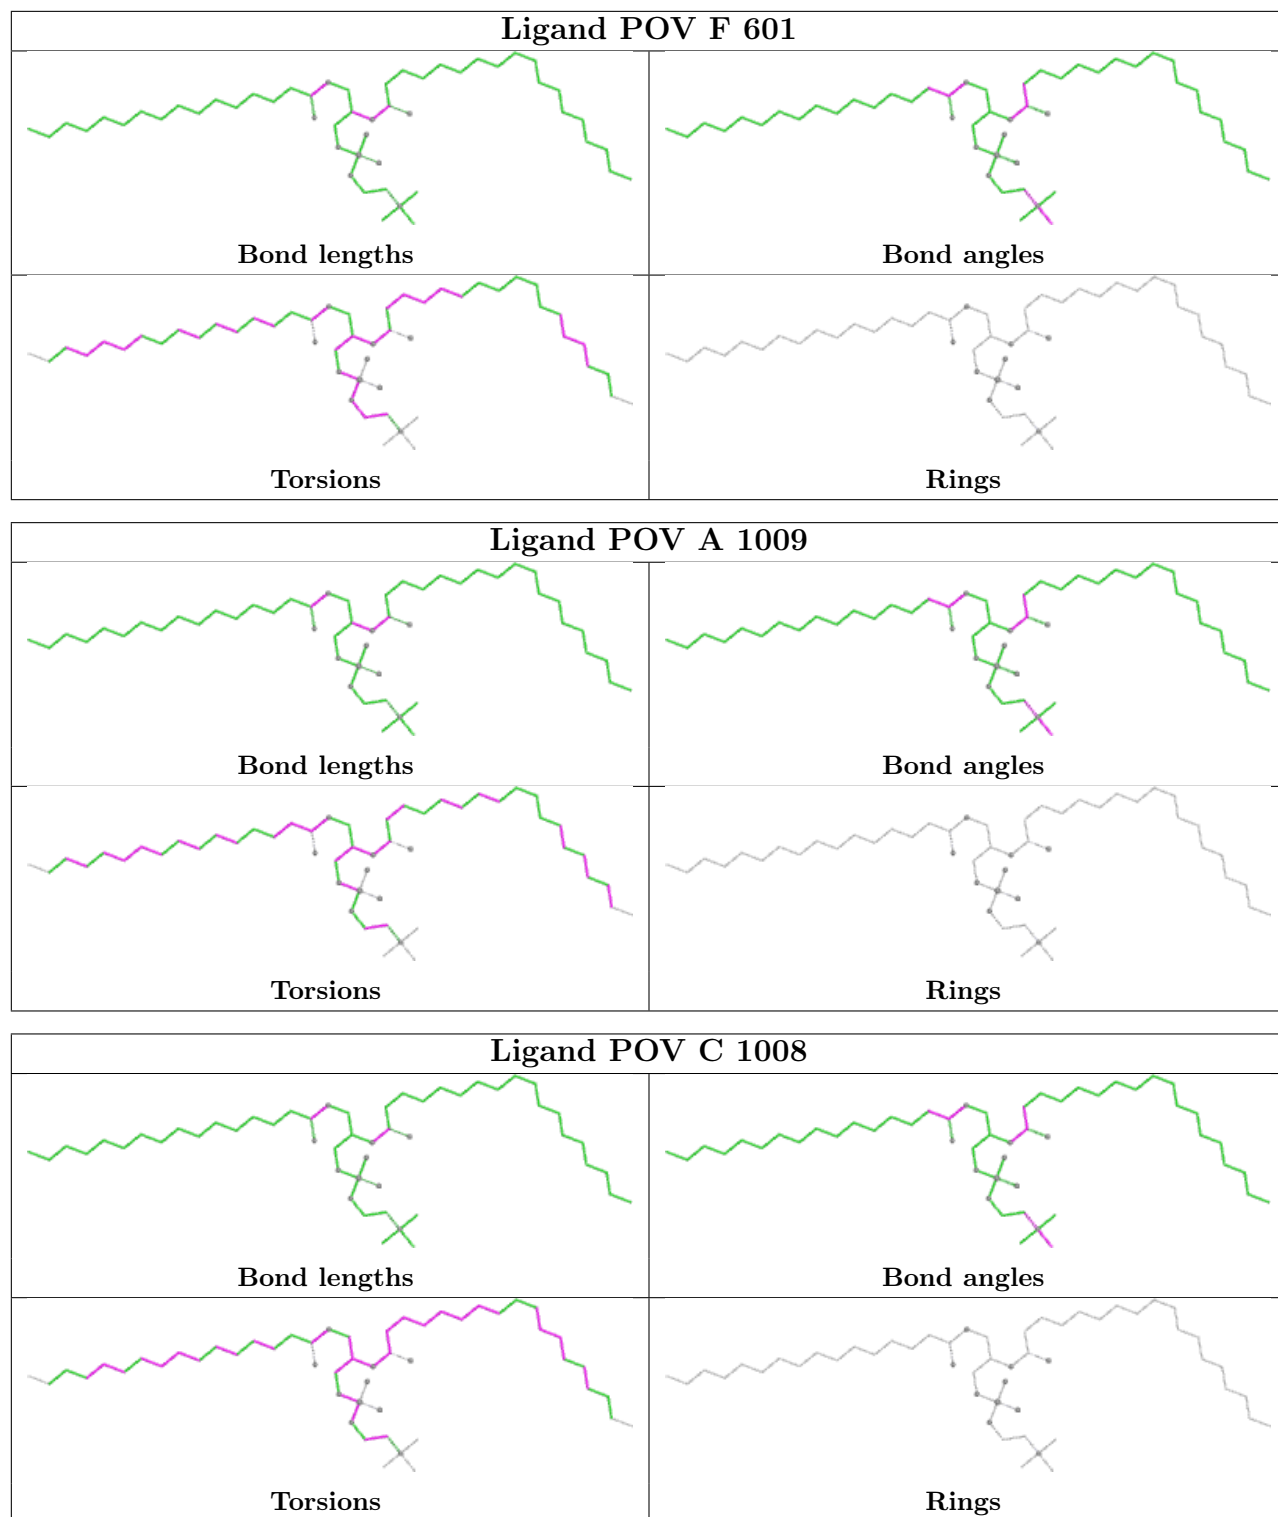 Ligand POV F 601
Bond lengths
Bond angles
Torsions
Rings
Ligand POV A 1009
Bond lengths
Bond angles
Torsions
Rings
Ligand POV C 1008
Bond lengths
Bond angles
Torsions
Rings